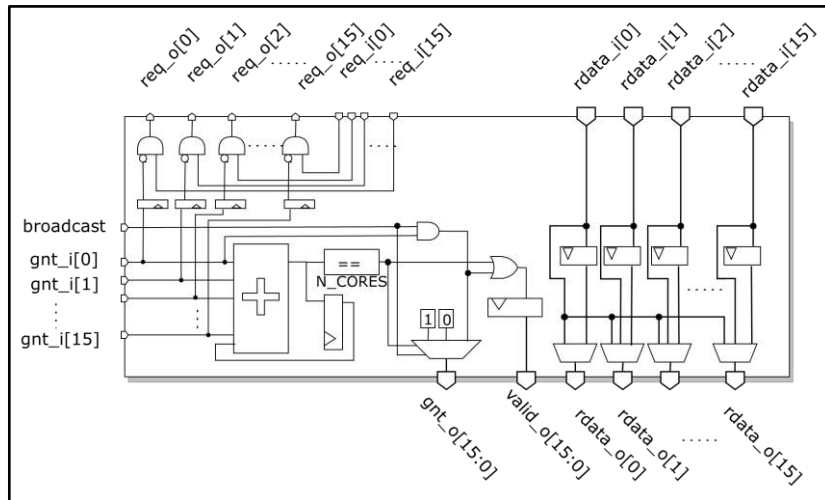 req_o[0]
req_o[1]
req_o[2]
......
req_o[15]
req_i[0]
......
req_i[15]
rdata_i[0]
rdata_i[1]
rdata_i[2]
......
rdata_i[15]
broadcast
gnt_i[0]
gnt_i[1]
gnt_i[15]
==
N_CORES
1 0
gnt_o[15:0]
valid_o[15:0]
rdata_o[0]
rdata_o[1]
......
rdata_o[15]